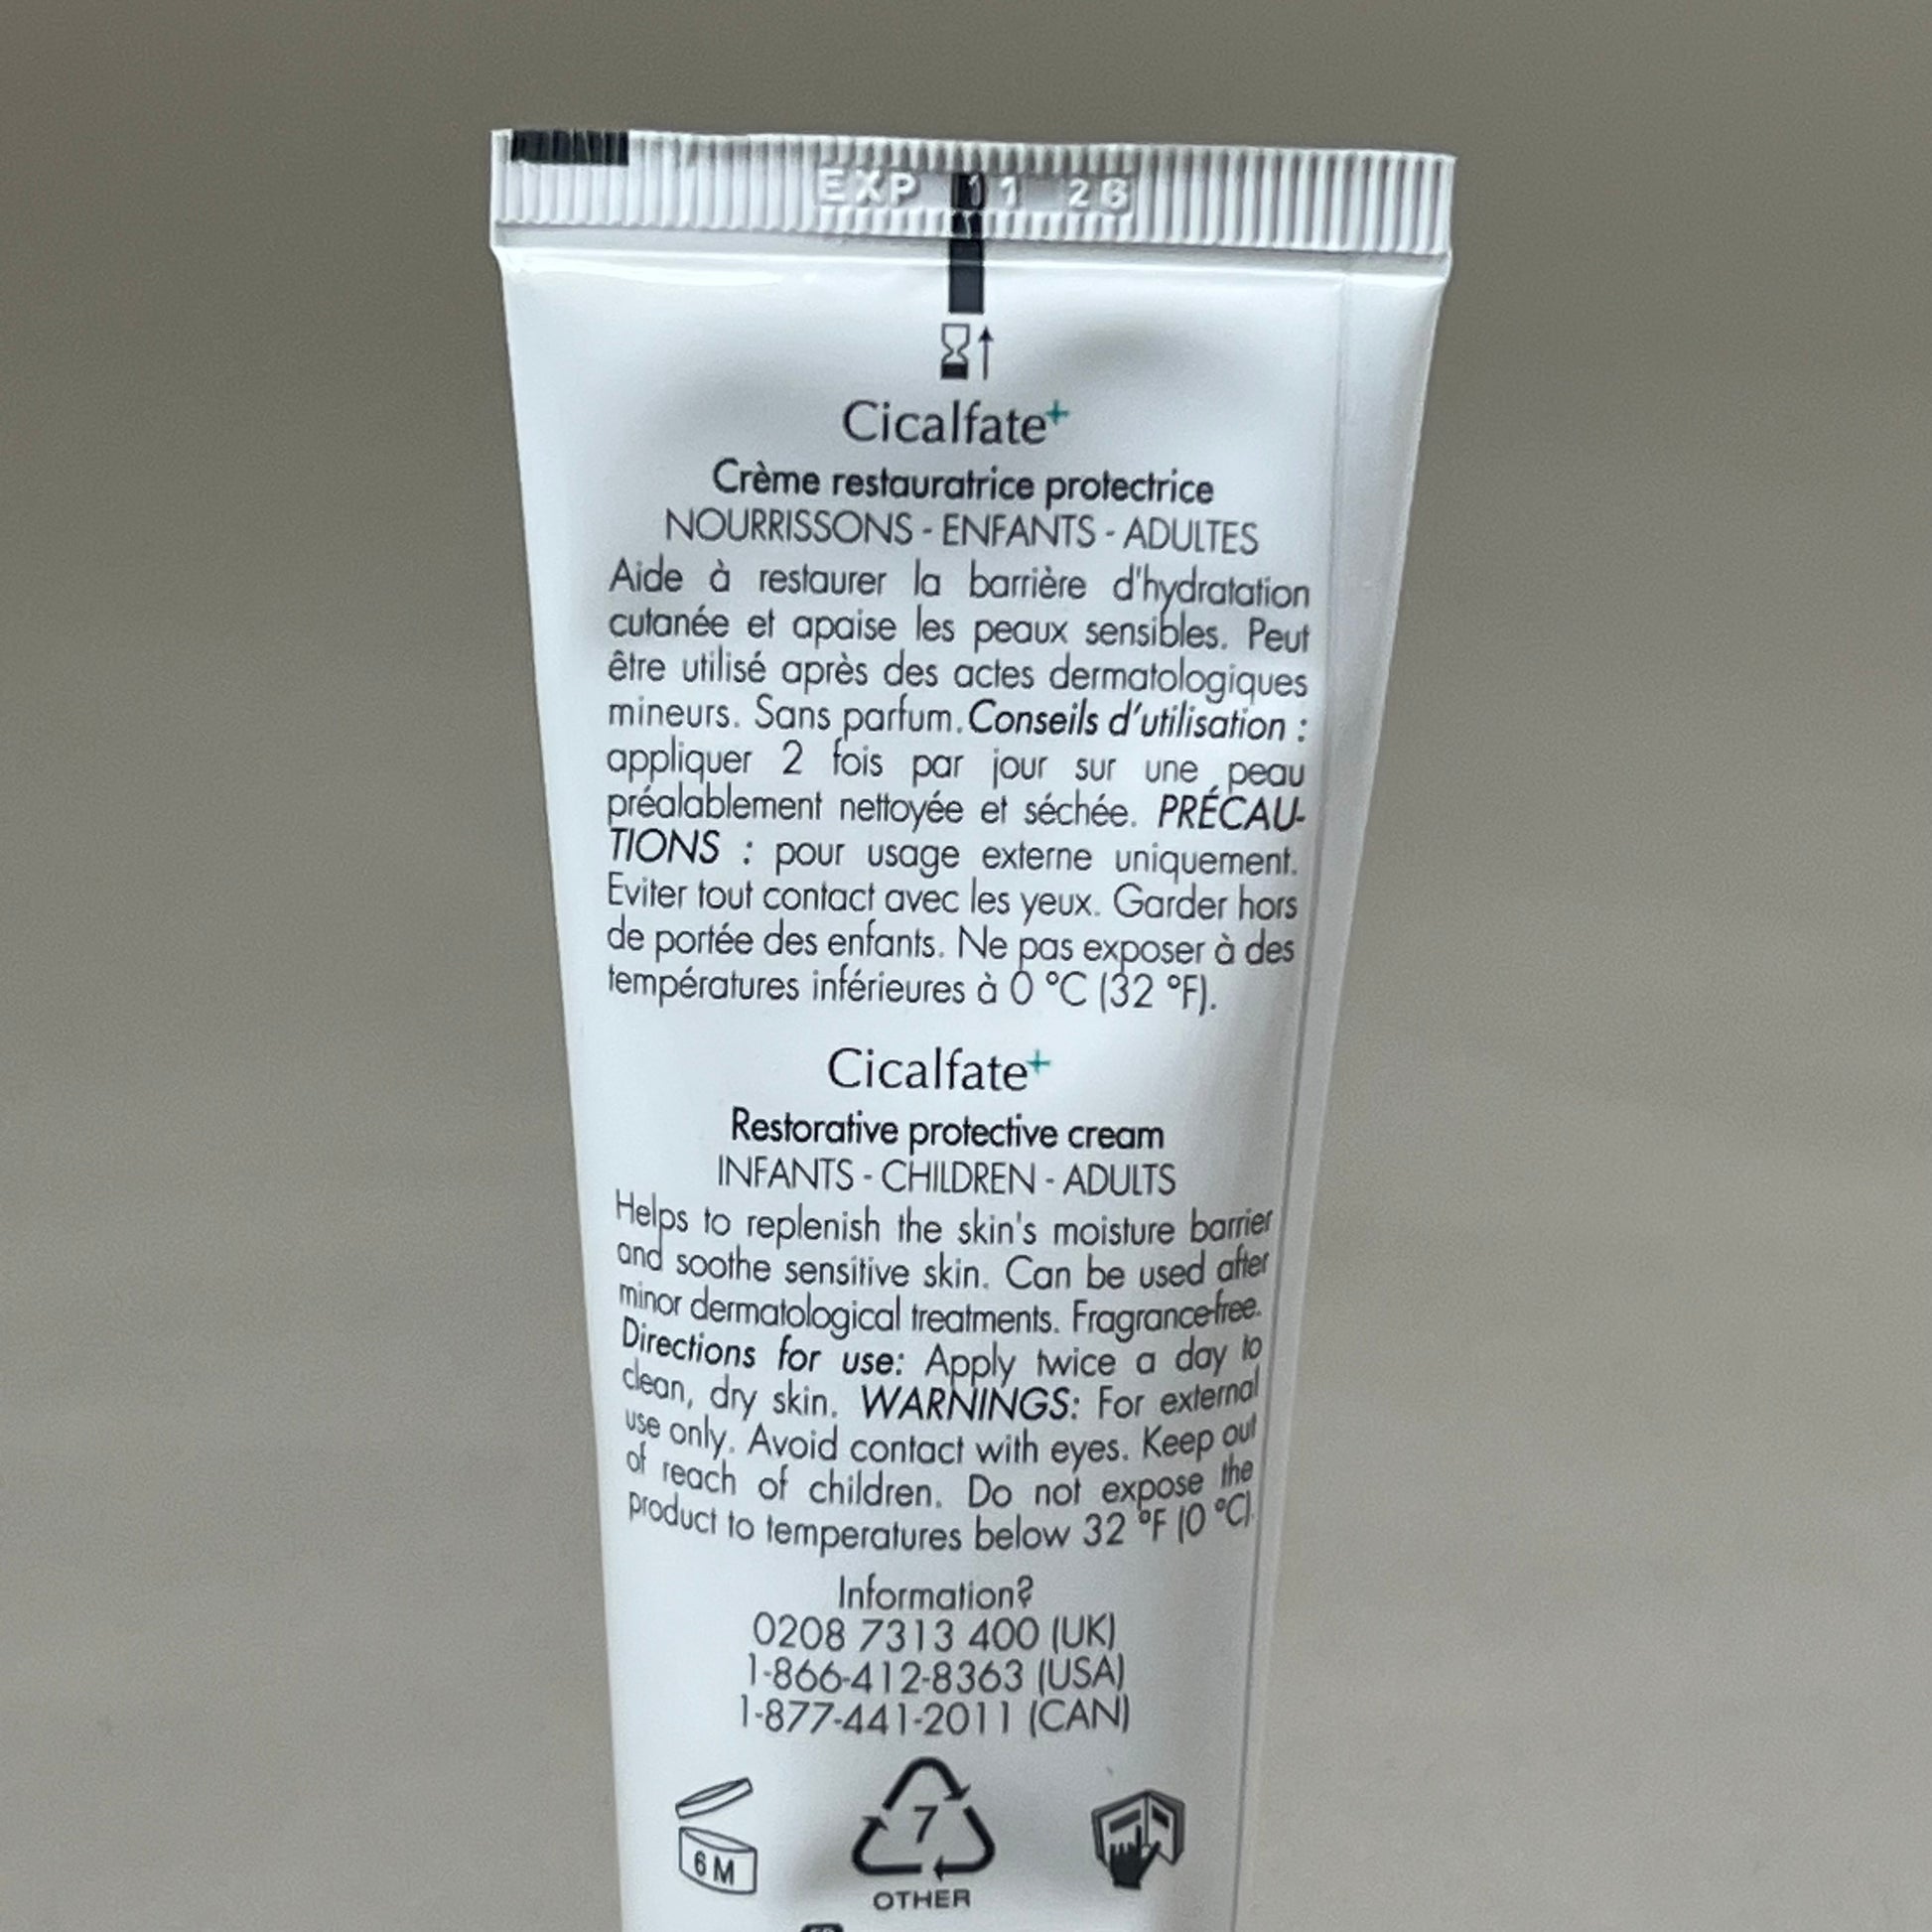 EXP 11 26
Cicalfate+
Crème restauratrice protectrice
NOURRISSONS - ENFANTS - ADULTES
Aide à restaurer la barrière d'hydratation
cutanée et apaise les peaux sensibles. Peut
être utilisé après des actes dermatologiques
mineurs. Sans parfum. Conseils d'utilisation :
appliquer 2 fois par jour sur une peau
préalablement nettoyée et séchée. PRÉCAU-
TIONS : pour usage externe uniquement.
Eviter tout contact avec les yeux. Garder hors
de portée des enfants. Ne pas exposer à des
températures inférieures à 0 °C (32 °F).
Cicalfate+
Restorative protective cream
INFANTS - CHILDREN - ADULTS
Helps to replenish the skin's moisture barrier
and soothe sensitive skin. Can be used after
minor dermatological treatments. Fragrance-free.
Directions for use: Apply twice a day to
clean, dry skin. WARNINGS: For external
use only. Avoid contact with eyes. Keep out
of reach of children. Do not expose the
product to temperatures below 32 °F (0 °C).
Information?
0208 7313 400 (UK)
1-866-412-8363 (USA)
1-877-441-2011 (CAN)
6 M
7
OTHER